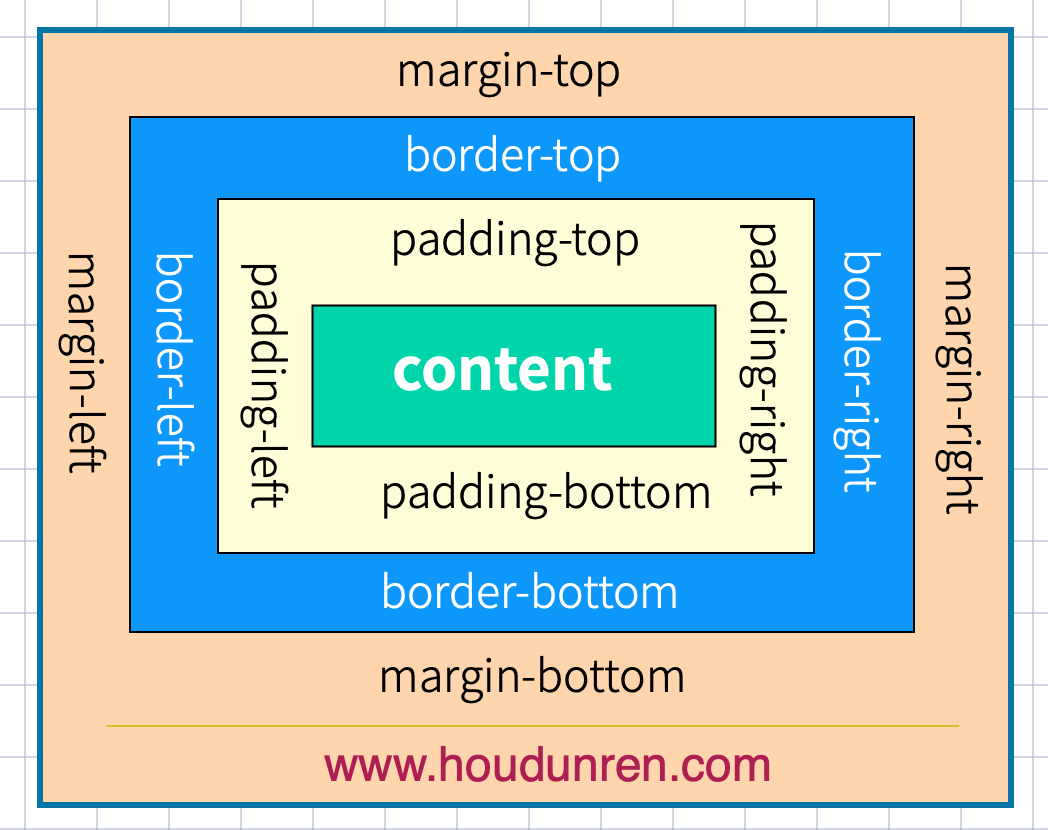 margin-top
border-top
padding-top
margin-left
border-left
padding-left
content
padding-right
border-right
margin-right
padding-bottom
border-bottom
margin-bottom
www.houdunren.com